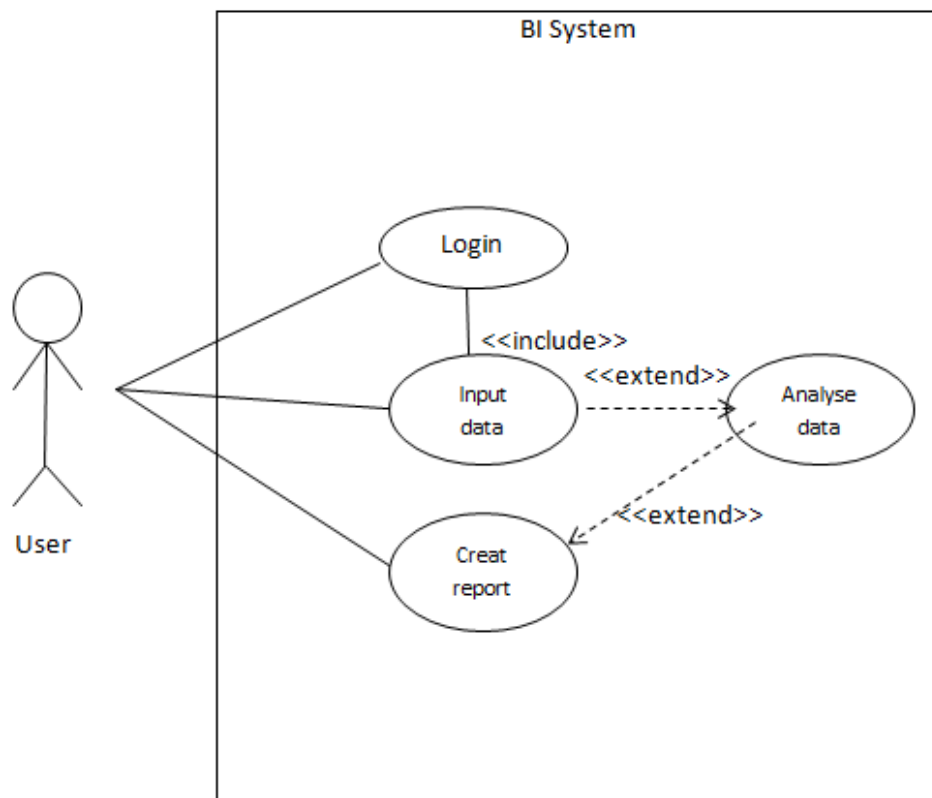 BI System
Login
<<include>>
<<extend>>
Input
data
Analyse
data
<<extend>>
User
Creat
report